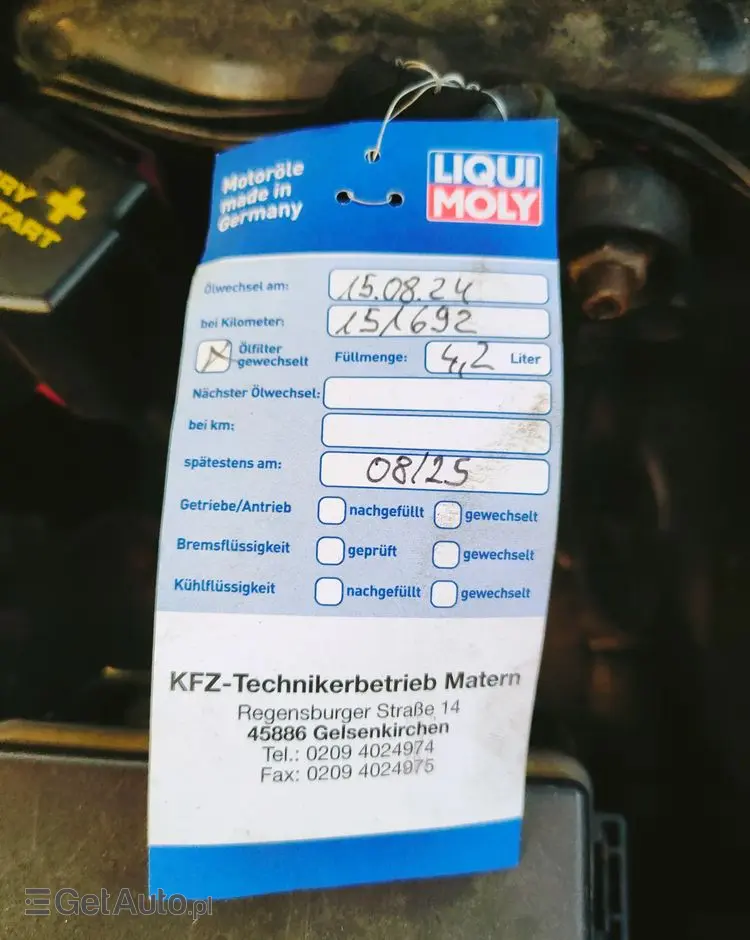 RY +
START
Motoröle
made in
Germany
LIQUI
MOLY
Ölwechsel am: 15.08.24
bei Kilometer: 151692
Ölfilter
gewechselt Füllmenge: 4,2 Liter
Nächster Ölwechsel:
bei km:
spätestens am: 08/25
Getriebe/Antrieb nachgefüllt gewechselt
Bremsflüssigkeit geprüft gewechselt
Kühlflüssigkeit nachgefüllt gewechselt
KFZ-Technikerbetrieb Matern
Regensburger Straße 14
45886 Gelsenkirchen
Tel.: 0209 4024974
Fax: 0209 4024975
GetAuto.pl